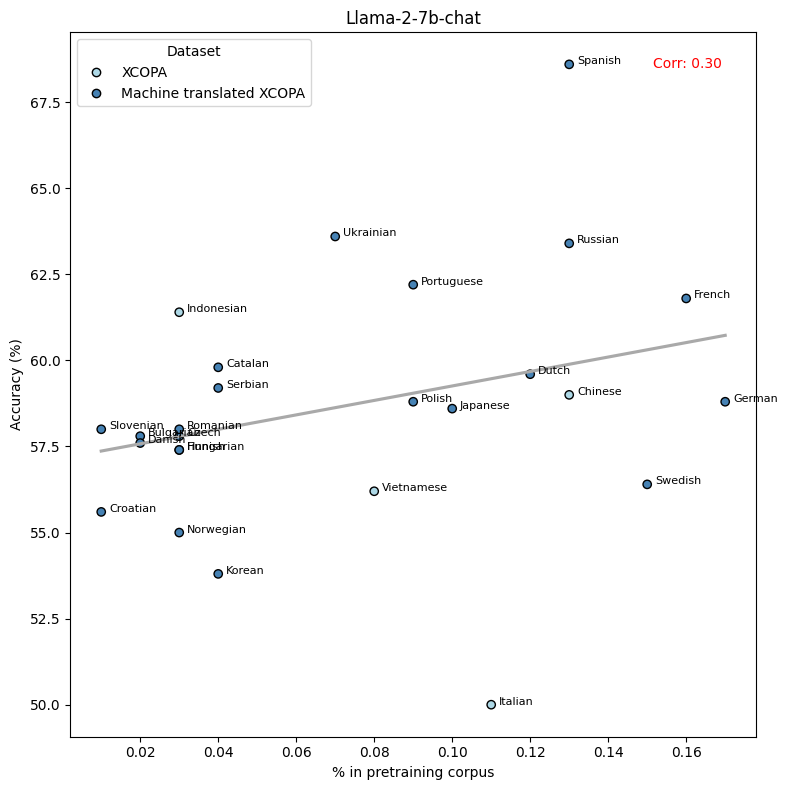 Llama-2-7b-chat
Dataset
XCOPA
Machine translated XCOPA
Corr: 0.30
Spanish
Ukrainian
Russian
Portuguese
French
Indonesian
Catalan
Dutch
Serbian
Chinese
Polish
Japanese
German
Slovenian
Romanian
Bulgarian
Czech
Danish
Hungarian
Finnish
Vietnamese
Swedish
Croatian
Norwegian
Korean
Italian
Accuracy (%)
67.5
65.0
62.5
60.0
57.5
55.0
52.5
50.0
0.02 0.04 0.06 0.08 0.10 0.12 0.14 0.16
% in pretraining corpus